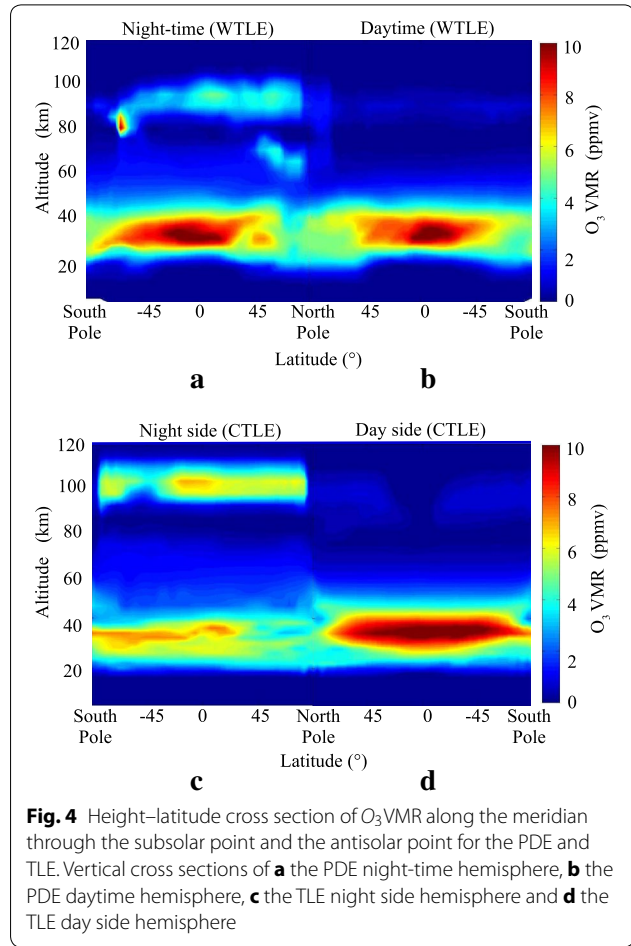 Night-time (WTLE) Daytime (WTLE)
120
100
80
60
40
20
Altitude (km)
10
8
6
4
2
0
O3 VMR (ppmv)
South Pole -45 0 45 North Pole 45 0 -45 South Pole
Latitude (°)
a b
Night side (CTLE) Day side (CTLE)
120
100
80
60
40
20
Altitude (km)
10
8
6
4
2
0
O3 VMR (ppmv)
South Pole -45 0 45 North Pole 45 0 -45 South Pole
Latitude (°)
c d
Fig. 4 Height–latitude cross section of O3 VMR along the meridian
through the subsolar point and the antisolar point for the PDE and
TLE. Vertical cross sections of a the PDE night-time hemisphere, b the
PDE daytime hemisphere, c the TLE night side hemisphere and d the
TLE day side hemisphere